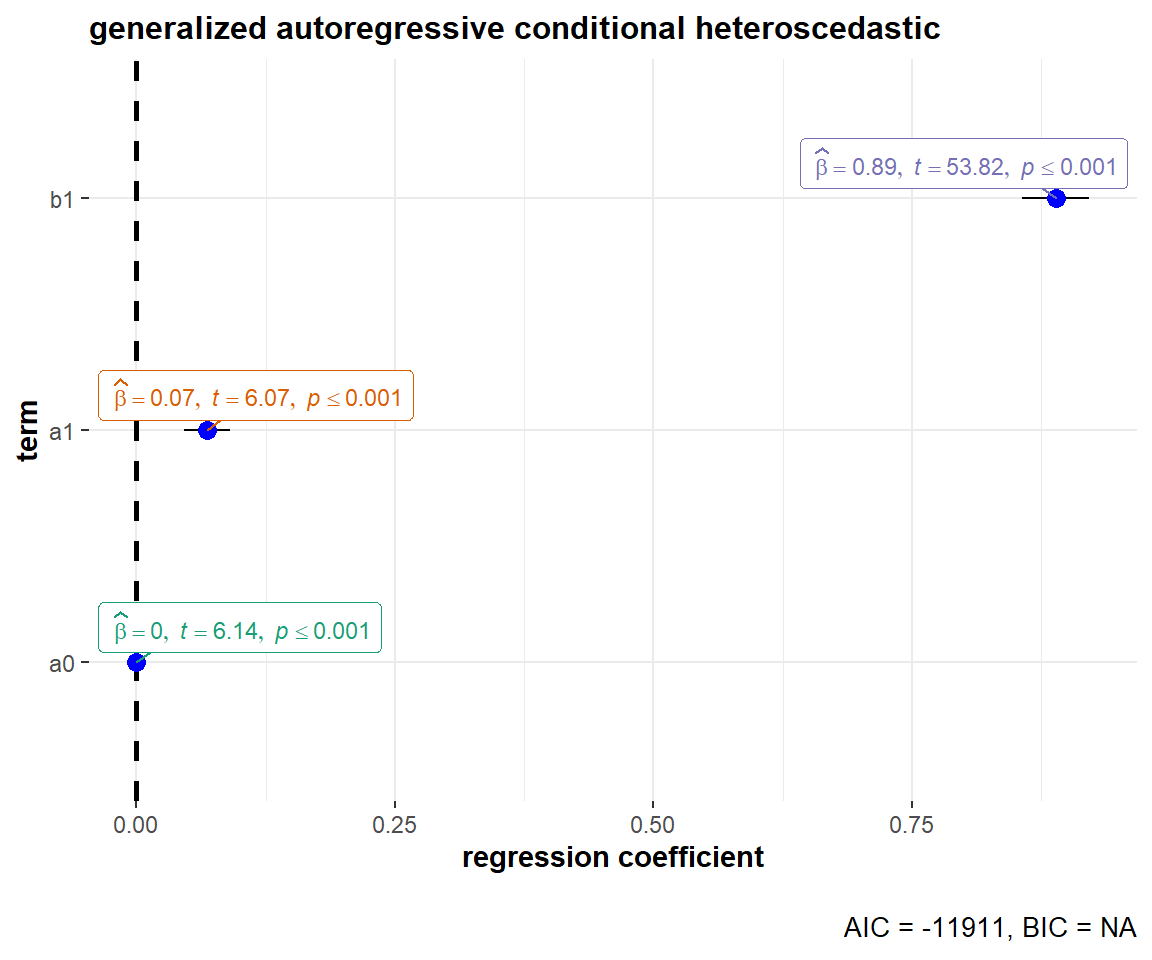 generalized autoregressive conditional heteroscedastic
β̂ = 0.89, t = 53.82, p ≤ 0.001
b1
β̂ = 0.07, t = 6.07, p ≤ 0.001
a1
term
β̂ = 0, t = 6.14, p ≤ 0.001
a0
0.00 0.25 0.50 0.75
regression coefficient
AIC = -11911, BIC = NA